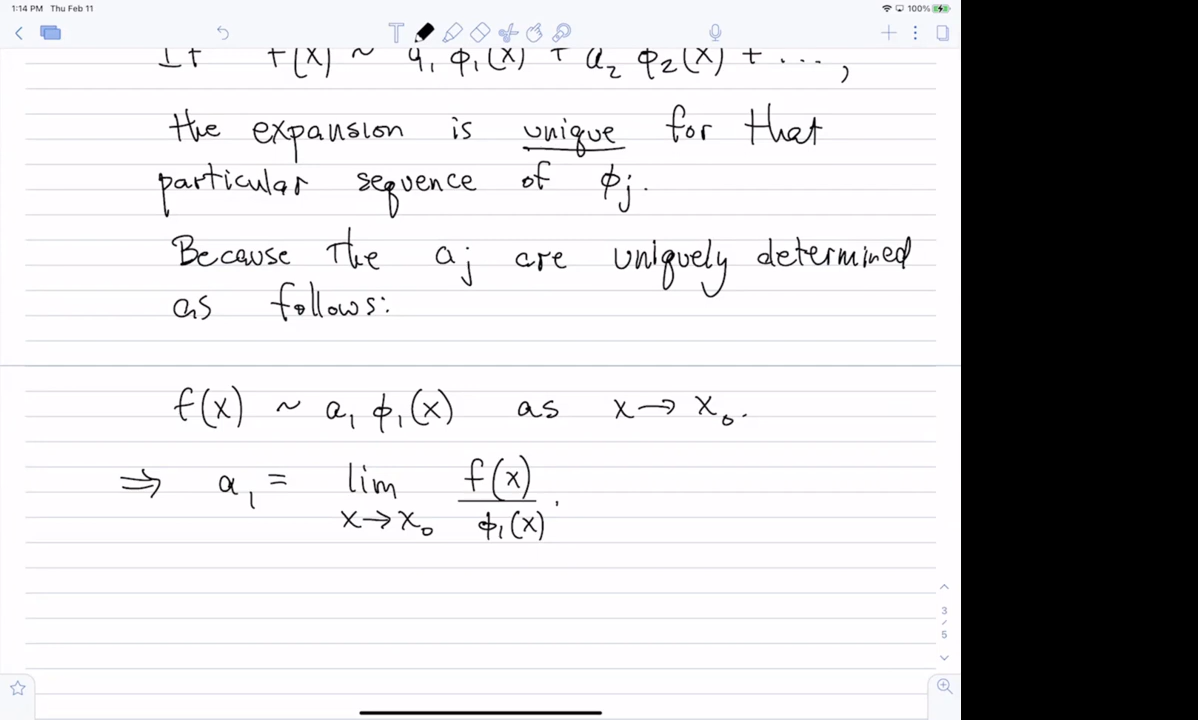 1:14 PM Thu Feb 11
100%
If f(x) ~ a₁ ϕ₁(x) + a₂ ϕ₂(x) + ...,
the expansion is unique for that
particular sequence of ϕj.
Because the aj are uniquely determined
as follows:
f(x) ~ a₁ ϕ₁(x) as x → x₀.
⇒ a₁ = lim x→x₀ f(x)/ϕ₁(x).
3/5